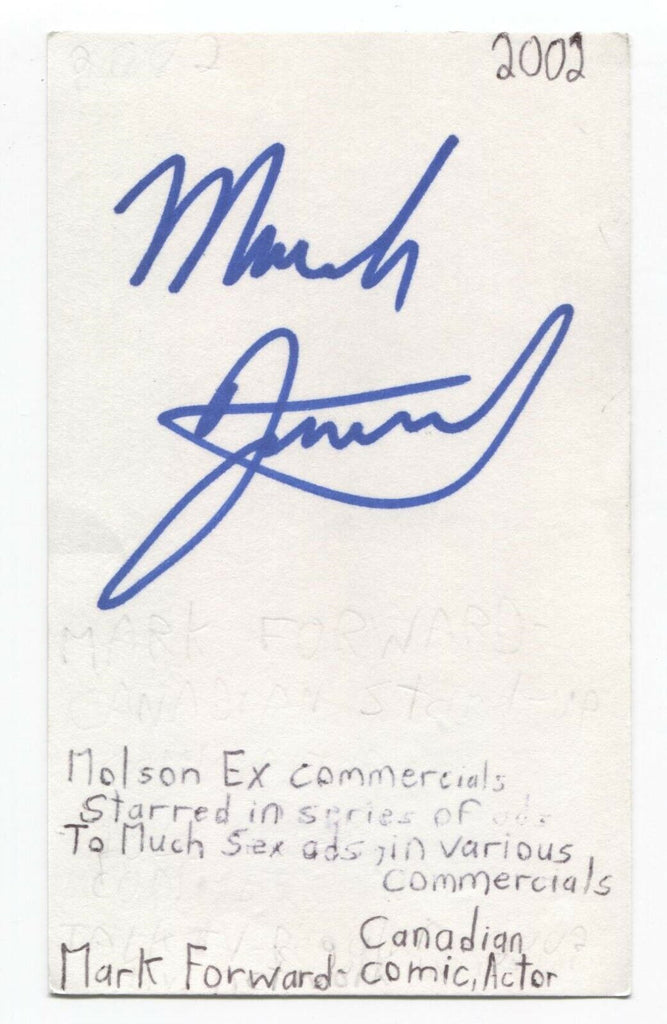 2002
Mark
Forward
Molson Ex commercials
Starred in series of ads
To Much Sex ads, in various
commercials
Canadian
Mark Forward- comic, Actor